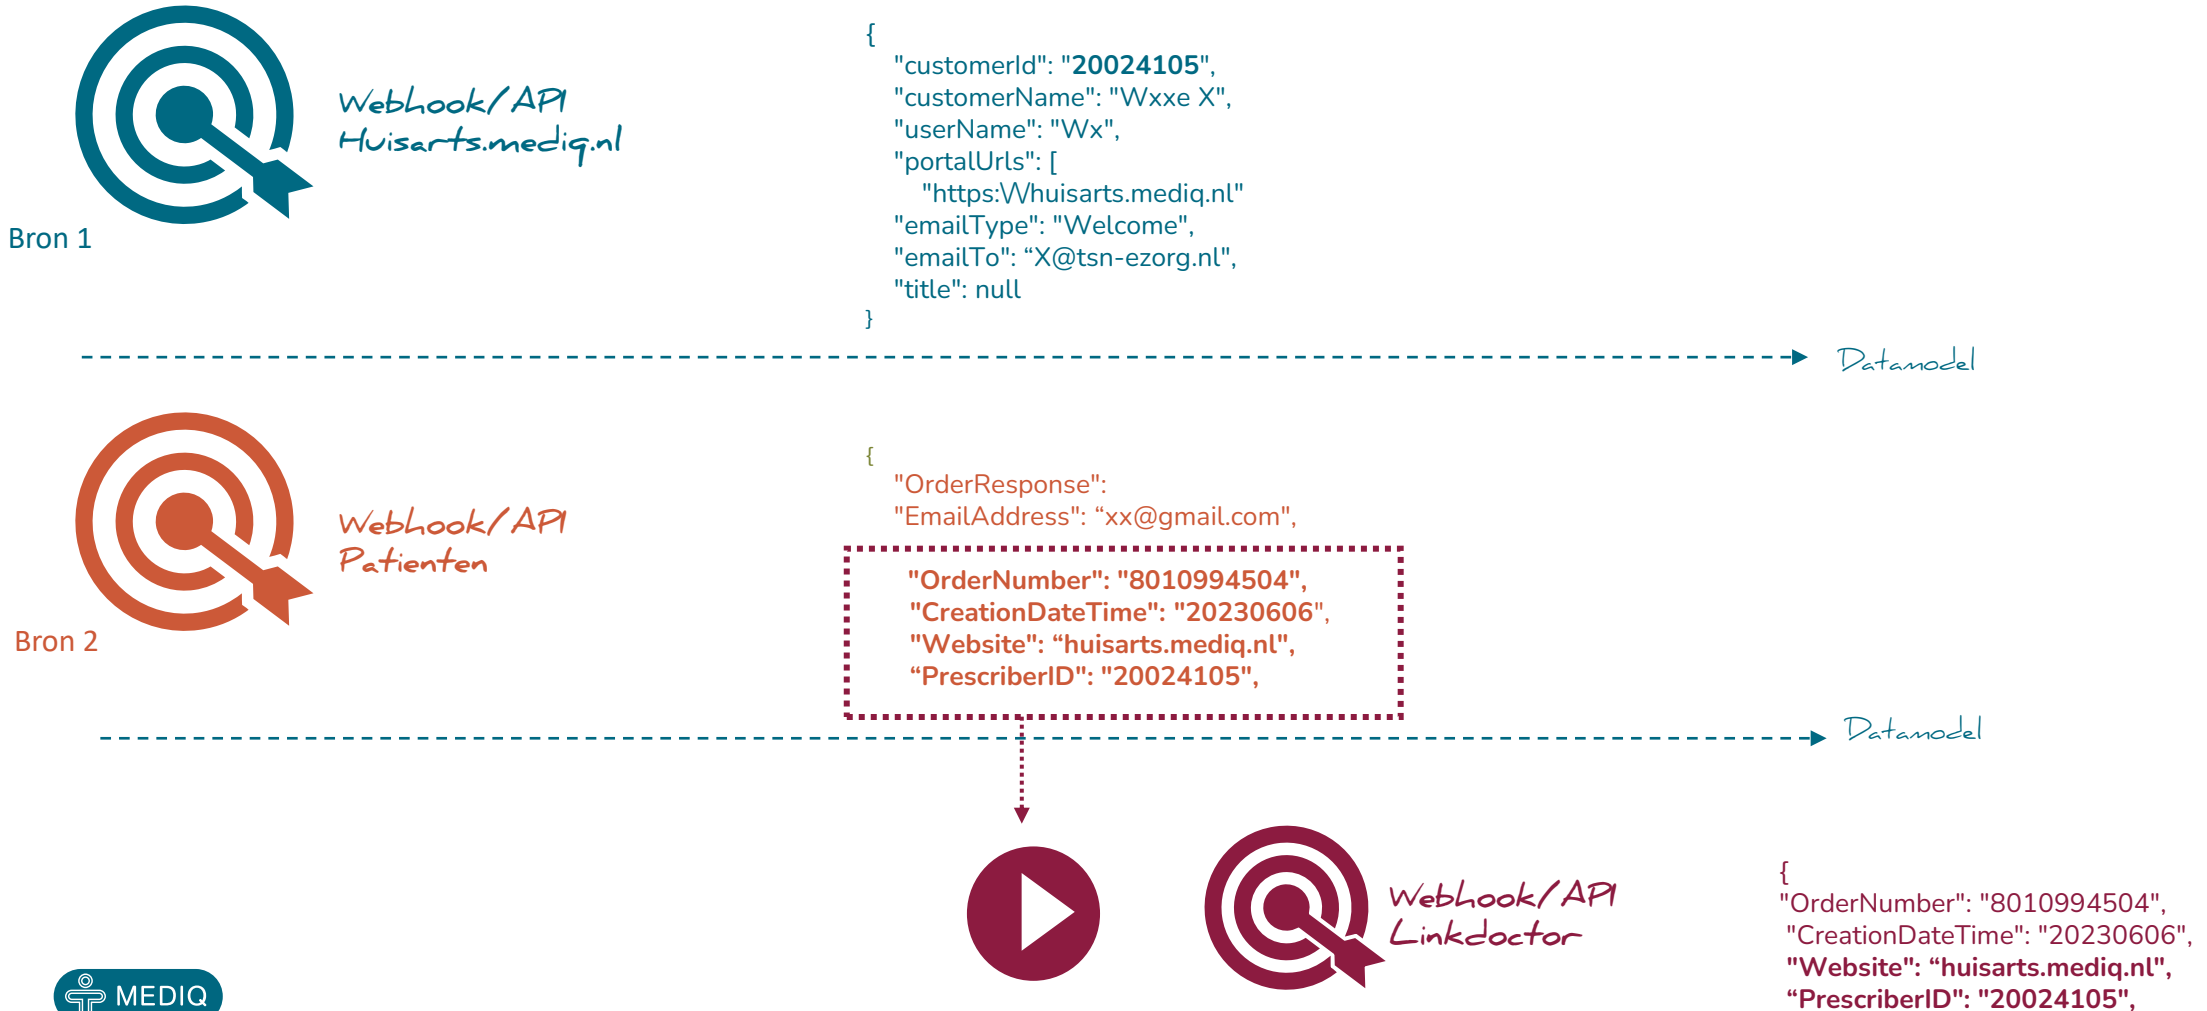 Webhook/API
Huisarts.mediq.nl
Bron 1
{
"customerId": "20024105",
"customerName": "Wxxe X",
"userName": "Wx",
"portalUrls": [
"https:\/\/huisarts.mediq.nl"
"emailType": "Welcome",
"emailTo": “X@tsn-ezorg.nl",
"title": null
}
Datamodel
Webhook/API
Patienten
Bron 2
{
"OrderResponse":
"EmailAddress": “xx@gmail.com",
"OrderNumber": "8010994504",
"CreationDateTime": "20230606",
"Website": “huisarts.mediq.nl",
“PrescriberID": "20024105",
Datamodel
Webhook/API
Linkdoctor
{
"OrderNumber": "8010994504",
"CreationDateTime": "20230606",
"Website": “huisarts.mediq.nl",
“PrescriberID": "20024105",
MEDIQ